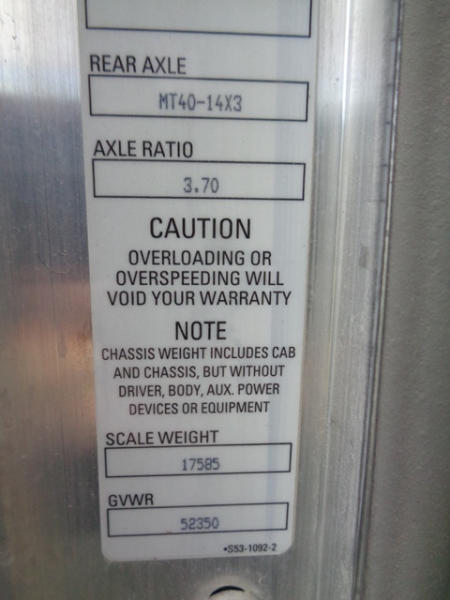 REAR AXLE
MT40-14X3
AXLE RATIO
3.70
CAUTION
OVERLOADING OR
OVERSPEEDING WILL
VOID YOUR WARRANTY
NOTE
CHASSIS WEIGHT INCLUDES CAB
AND CHASSIS, BUT WITHOUT
DRIVER, BODY, AUX. POWER
DEVICES OR EQUIPMENT
SCALE WEIGHT
17585
GVWR
52350
•S53-1092-2